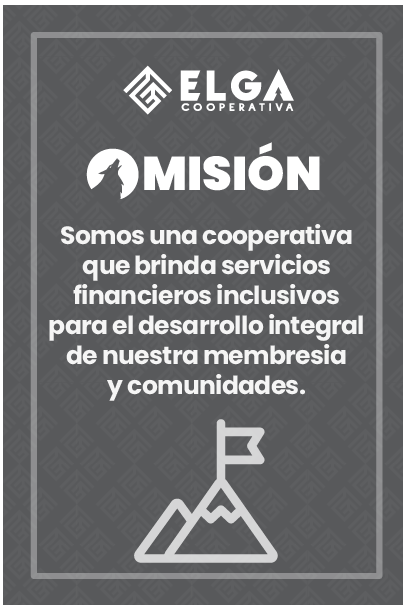 ELGA
COOPERATIVA
MISIÓN
Somos una cooperativa
que brinda servicios
financieros inclusivos
para el desarrollo integral
de nuestra membresia
y comunidades.